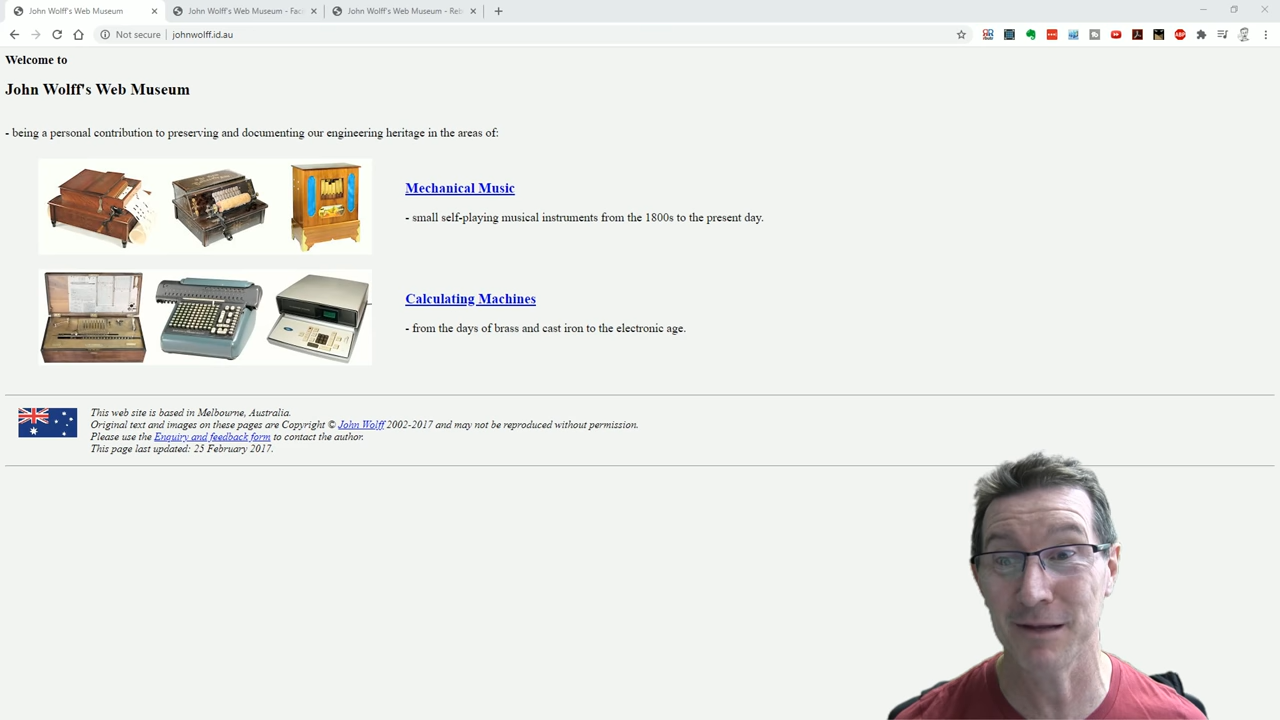 John Wolff's Web Museum
John Wolff's Web Museum - Faci
John Wolff's Web Museum - Reb
Not secure
johnwolff.id.au
Welcome to
John Wolff's Web Museum
- being a personal contribution to preserving and documenting our engineering heritage in the areas of:
Mechanical Music
- small self-playing musical instruments from the 1800s to the present day.
Calculating Machines
- from the days of brass and cast iron to the electronic age.
This web site is based in Melbourne, Australia.
Original text and images on these pages are Copyright © John Wolff 2002-2017 and may not be reproduced without permission.
Please use the Enquiry and feedback form to contact the author.
This page last updated: 25 February 2017.